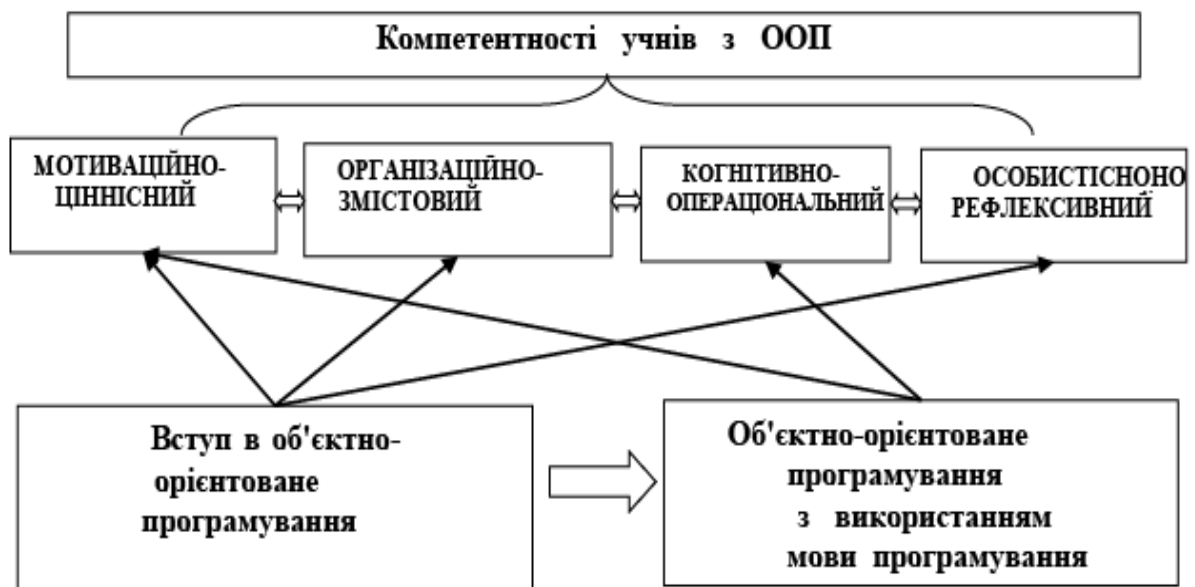 Компетентності учнів з ООП
МОТИВАЦІЙНО-
ЦІННІСНИЙ
ОРГАНІЗАЦІЙНО-
ЗМІСТОВИЙ
КОГНІТИВНО-
ОПЕРАЦІОНАЛЬНИЙ
ОСОБИСТІСНОНО
РЕФЛЕКСИВНИЙ
Вступ в об'єктно-
орієнтоване
програмування
Об'єктно-орієнтоване
програмування
з використанням
мови програмування